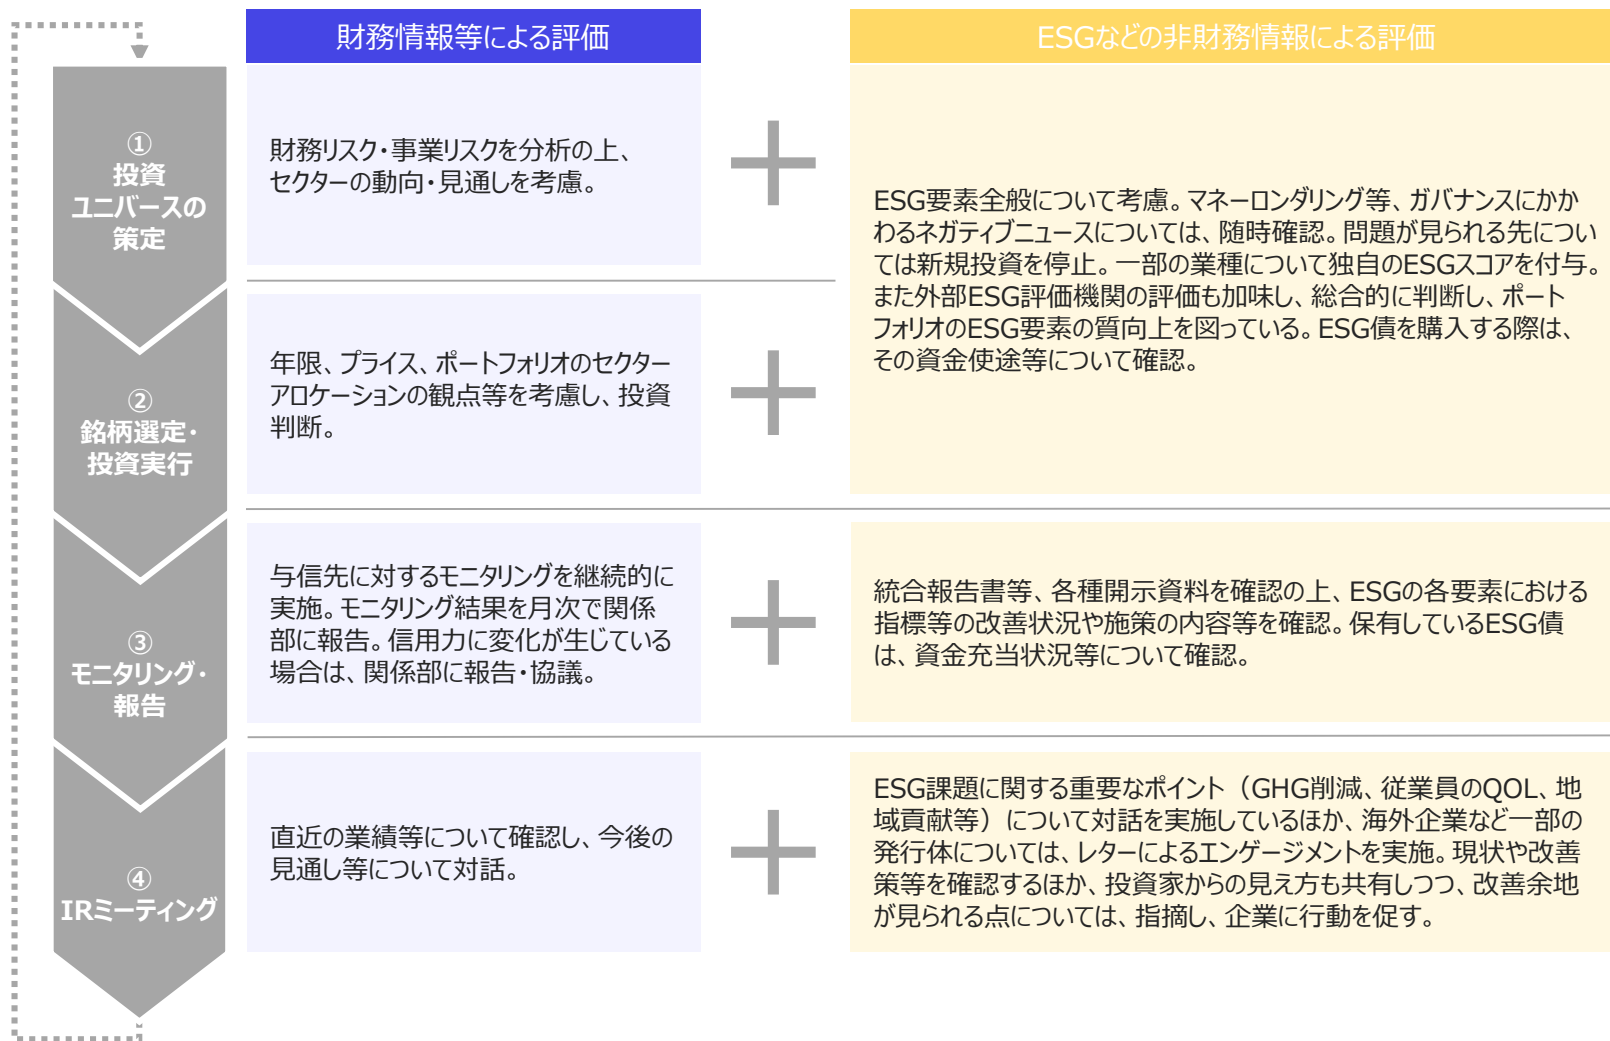 財務情報等による評価
ESGなどの非財務情報による評価
①
投資
ユニバースの
策定
財務リスク・事業リスクを分析の上、
セクターの動向・見通しを考慮。
ESG要素全般について考慮。マネーロンダリング等、ガバナンスにかか
わるネガティブニュースについては、随時確認。問題が見られる先につい
ては新規投資を停止。一部の業種について独自のESGスコアを付与。
また外部ESG評価機関の評価も加味し、総合的に判断し、ポート
フォリオのESG要素の質向上を図っている。ESG債を購入する際は、
その資金使途等について確認。
②
銘柄選定・
投資実行
年限、プライス、ポートフォリオのセクター
アロケーションの観点等を考慮し、投資
判断。
③
モニタリング・
報告
与信先に対するモニタリングを継続的に
実施。モニタリング結果を月次で関係
部に報告。信用力に変化が生じている
場合は、関係部に報告・協議。
統合報告書等、各種開示資料を確認の上、ESGの各要素における
指標等の改善状況や施策の内容等を確認。保有しているESG債
は、資金充当状況等について確認。
④
IRミーティング
直近の業績等について確認し、今後の
見通し等について対話。
ESG課題に関する重要なポイント（GHG削減、従業員のQOL、地
域貢献等）について対話を実施しているほか、海外企業など一部の
発行体については、レターによるエンゲージメントを実施。現状や改善
策等を確認するほか、投資家からの見え方も共有しつつ、改善余地
が見られる点については、指摘し、企業に行動を促す。